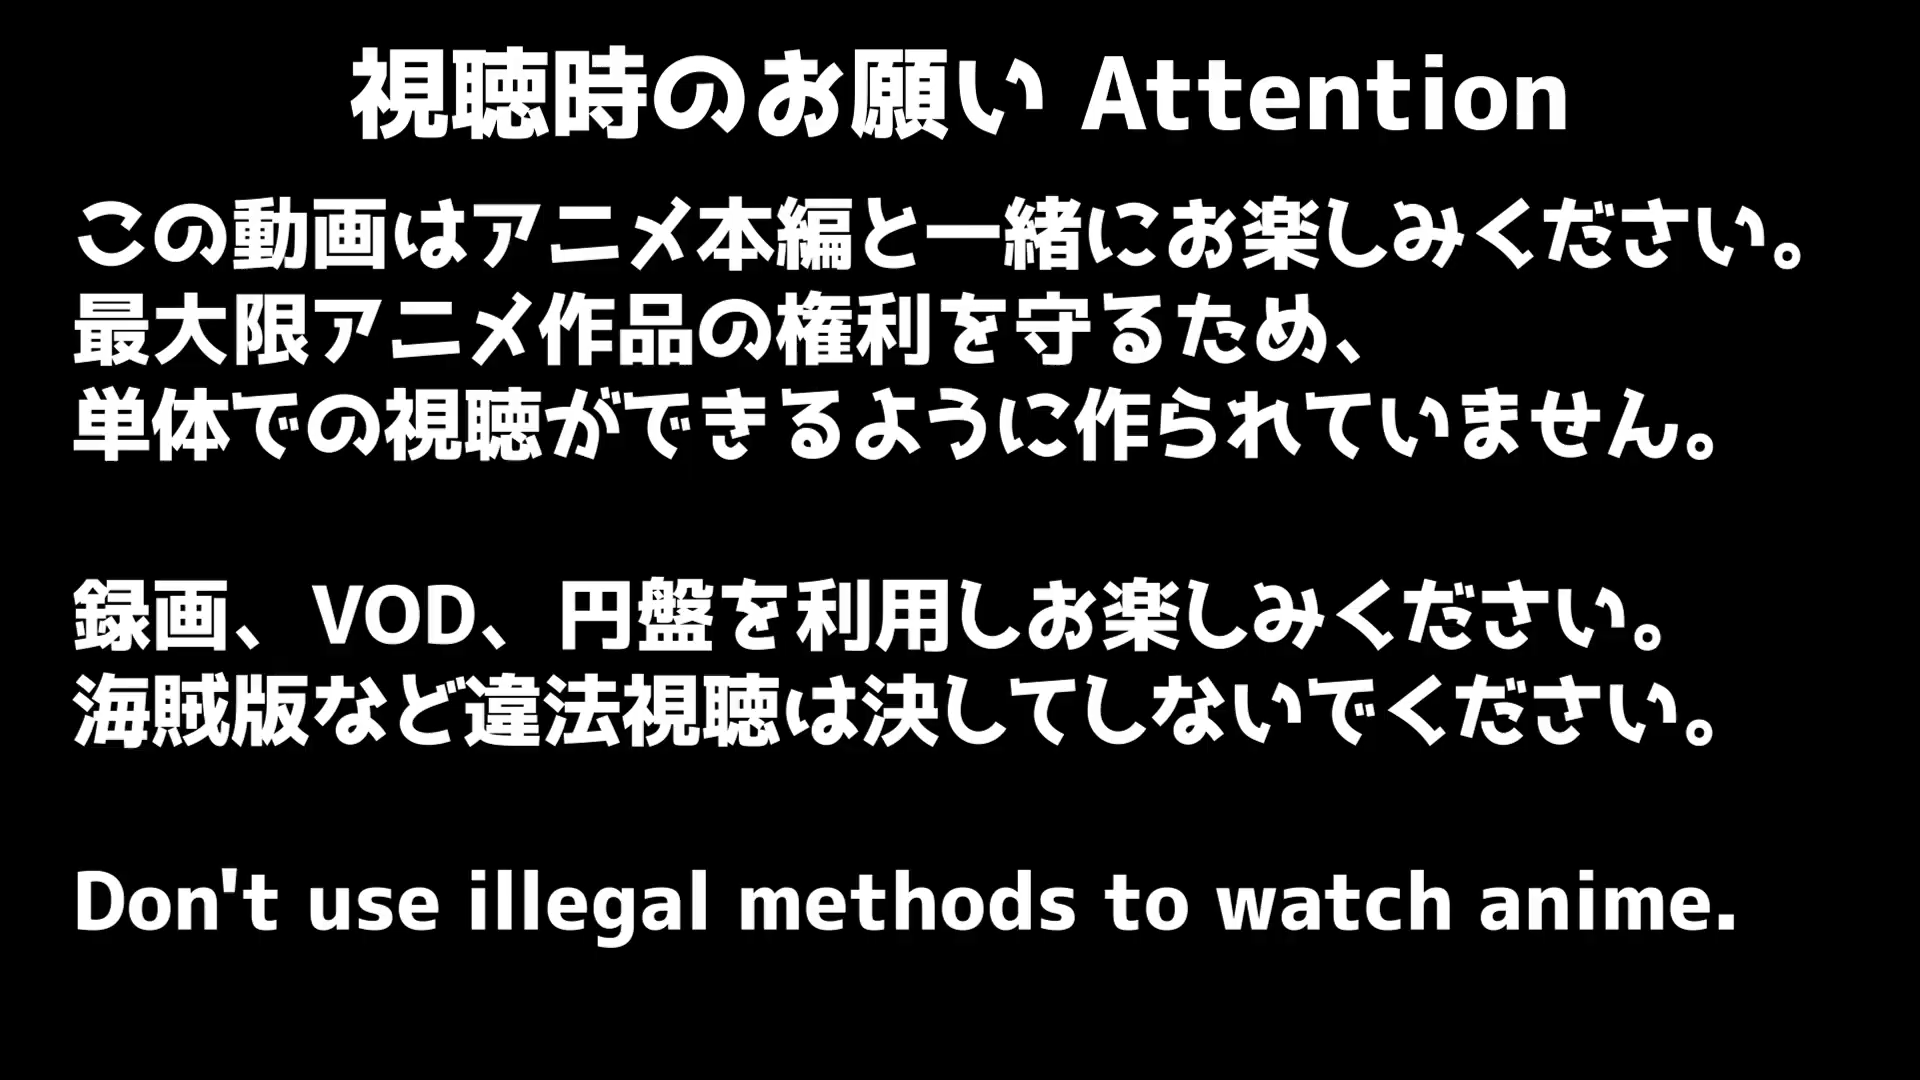 視聴時のお願い Attention
この動画はアニメ本編と一緒にお楽しみください。
最大限アニメ作品の権利を守るため、
単体での視聴ができるように作られていません。
録画、VOD、円盤を利用しお楽しみください。
海賊版など違法視聴は決してしないでください。
Don't use illegal methods to watch anime.